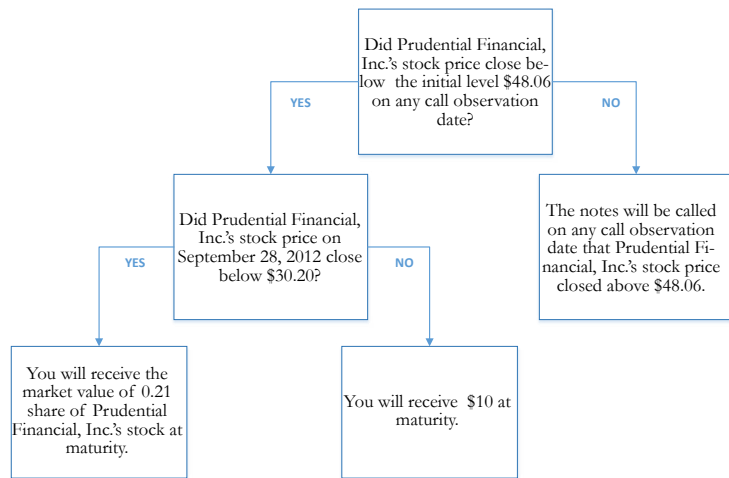 Did Prudential Financial,
Inc.'s stock price close be-
low the initial level $48.06
on any call observation
date?
YES
NO
Did Prudential Financial,
Inc.'s stock price on
September 28, 2012 close
below $30.20?
The notes will be called
on any call observation
date that Prudential Fi-
nancial, Inc.'s stock price
closed above $48.06.
YES
NO
You will receive the
market value of 0.21
share of Prudential
Financial, Inc.'s stock at
maturity.
You will receive $10 at
maturity.